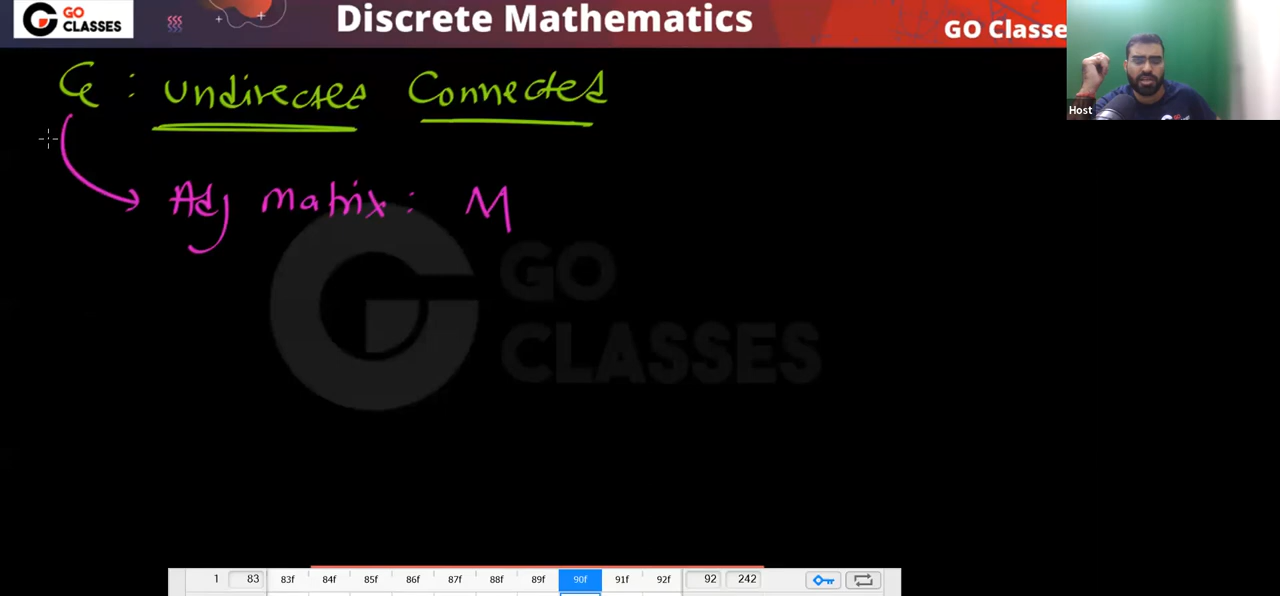 GO CLASSES
Discrete Mathematics
GO Classe
Host
G : Undirected Connected
Adj matrix : M
GO
CLASSES
1 83 83f 84f 85f 86f 87f 88f 89f 90f 91f 92f 92 242